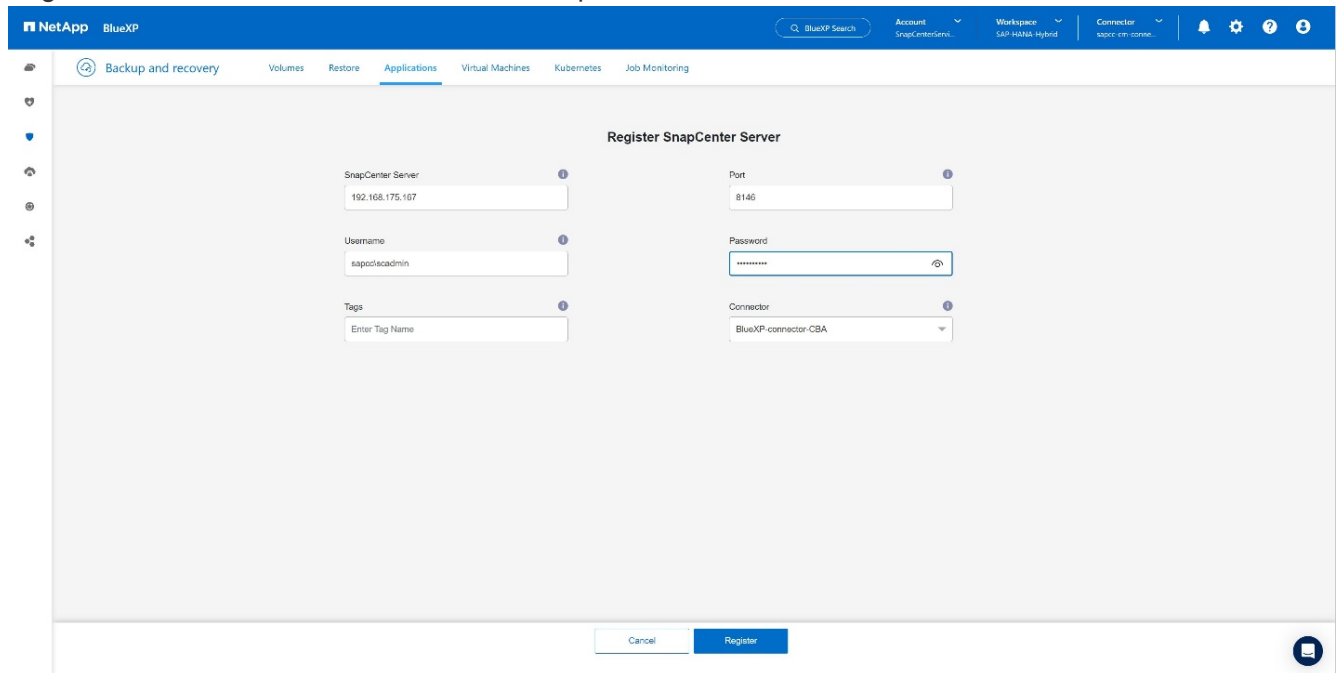 NetApp BlueXP
BlueXP Search
Account
SnapCenterServi...
Workspace
SAP-HANA-Hybrid
Connector
sapcc-cm-conne...
Backup and recovery
Volumes Restore Applications Virtual Machines Kubernetes Job Monitoring
Register SnapCenter Server
SnapCenter Server
192.168.175.167
Port
8146
Username
sapcc\scadmin
Password
Tags
Enter Tag Name
Connector
BlueXP-connector-CBA
Cancel Register